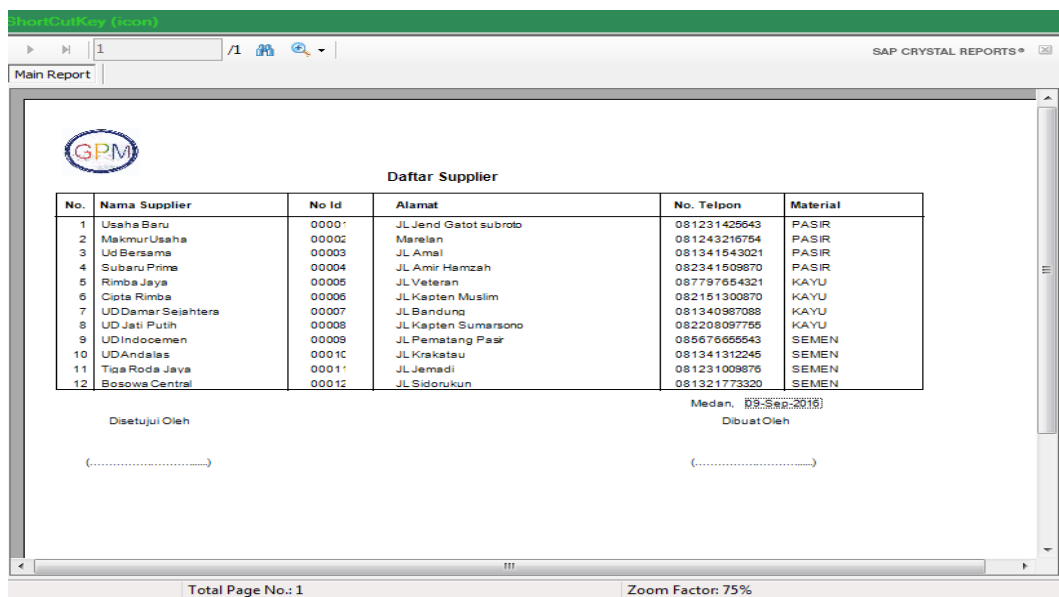 ShortCutKey (icon)
1 /1 SAP CRYSTAL REPORTS®
Main Report
GPM
Daftar Supplier
No. Nama Supplier No Id Alamat No. Telpon Material
1 Usaha Baru 00001 JL Jend Gatot subroto 081231425643 PASIR
2 Makmur Usaha 00002 Marelan 081243216754 PASIR
3 Ud Bersama 00003 JL Amal 081341543021 PASIR
4 Subaru Prima 00004 JL Amir Hamzah 082341509870 PASIR
5 Rimba Jaya 00005 JL Veteran 087797654321 KAYU
6 Cipta Rimba 00006 JL Kapten Muslim 082151300870 KAYU
7 UD Damar Sejahtera 00007 JL Bandung 081340987088 KAYU
8 UD Jati Putih 00008 JL Kapten Sumarsono 082208097755 KAYU
9 UD Indocemen 00009 JL Pematang Pasir 085676655543 SEMEN
10 UD Andalas 00010 JL Krakatau 081341312245 SEMEN
11 Tiga Roda Jaya 00011 JL Jemadi 081231009876 SEMEN
12 Bosowa Central 00012 JL Sidorukun 081321773320 SEMEN
Medan, 09-Sep-2016
Disetujui Oleh Dibuat Oleh
(................................) (................................)
Total Page No.: 1 Zoom Factor: 75%